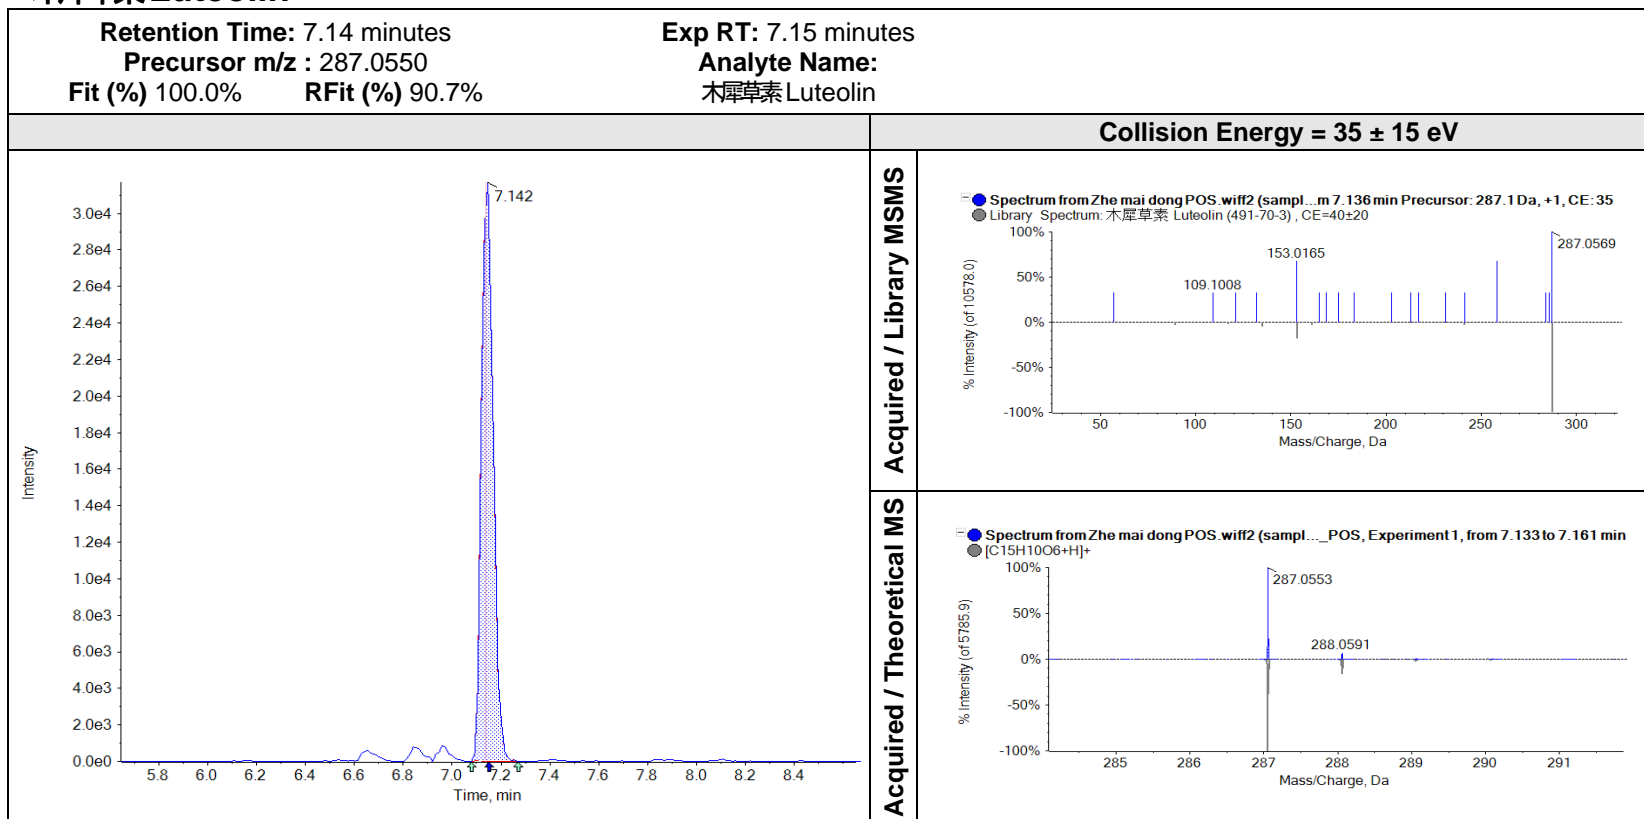 Retention Time: 7.14 minutes
Exp RT: 7.15 minutes
Precursor m/z : 287.0550
Analyte Name:
Fit (%) 100.0% RFit (%) 90.7%
木犀草素 Luteolin
Collision Energy = 35 ± 15 eV
7.142
3.0e4
2.8e4
2.6e4
2.4e4
2.2e4
2.0e4
1.8e4
1.6e4
1.4e4
1.2e4
1.0e4
8.0e3
6.0e3
4.0e3
2.0e3
0.0e0
Intensity
5.8 6.0 6.2 6.4 6.6 6.8 7.0 7.2 7.4 7.6 7.8 8.0 8.2 8.4
Time, min
Acquired / Library MSMS
Spectrum from Zhe mai dong POS.wiff2 (sampl...m 7.136 min Precursor: 287.1 Da, +1, CE: 35
Library Spectrum: 木犀草素 Luteolin (491-70-3) , CE=40±20
100%
50%
0%
-50%
-100%
% Intensity (of 10578.0)
287.0569
153.0165
109.1008
50 100 150 200 250 300
Mass/Charge, Da
Acquired / Theoretical MS
Spectrum from Zhe mai dong POS.wiff2 (sampl..._POS, Experiment 1, from 7.133 to 7.161 min
[C15H10O6+H]+
100%
50%
0%
-50%
-100%
% Intensity (of 5785.9)
287.0553
288.0591
285 286 287 288 289 290 291
Mass/Charge, Da